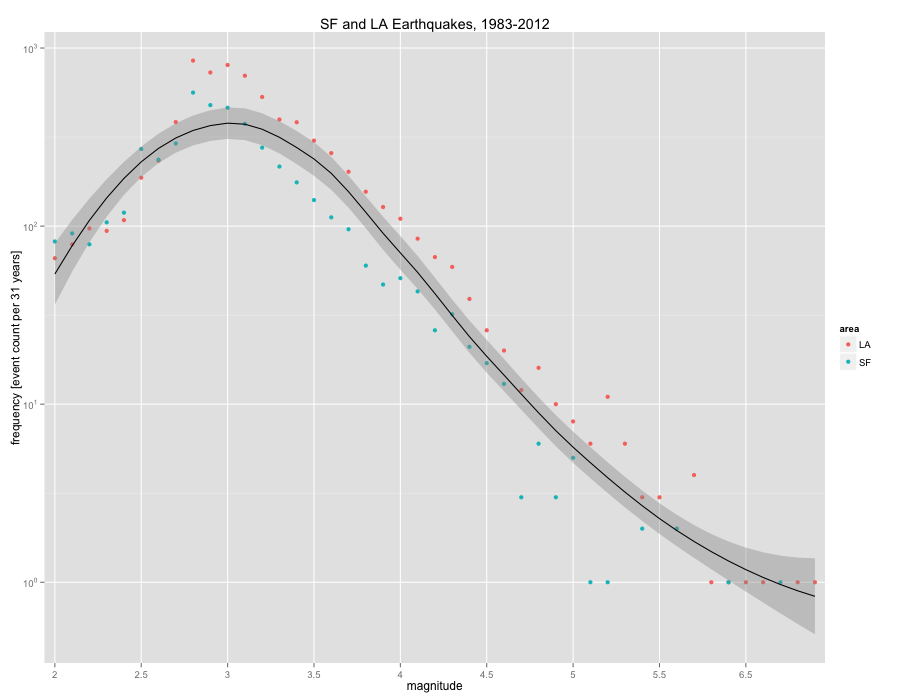 SF and LA Earthquakes, 1983-2012
frequency [event count per 31 years]
10³
10²
10¹
10⁰
2
2.5
3
3.5
4
4.5
5
5.5
6.5
magnitude
area
LA
SF